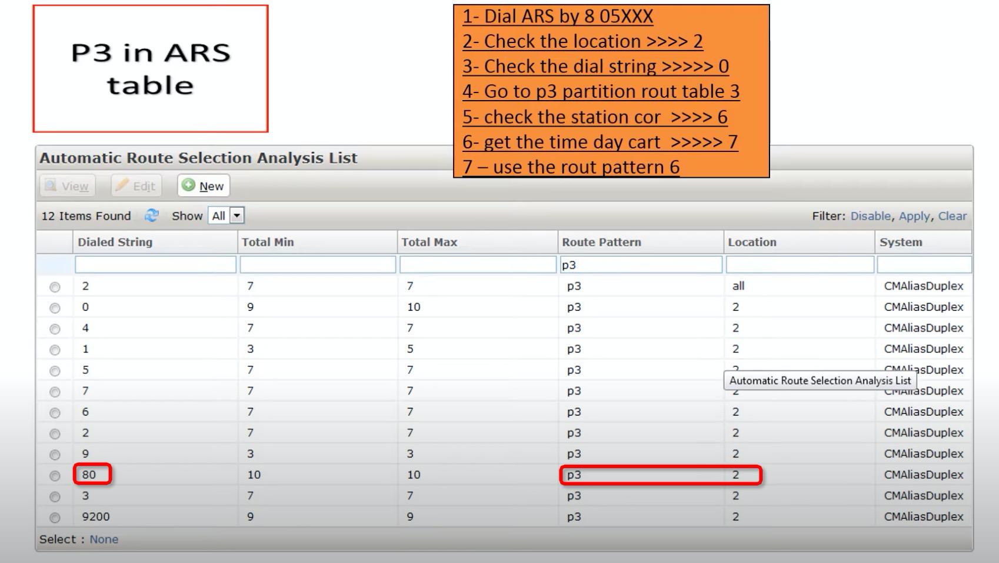 P3 in ARS
table
1- Dial ARS by 8 05XXX
2- Check the location >>>> 2
3- Check the dial string >>>>> 0
4- Go to p3 partition rout table 3
5- check the station cor >>>> 6
6- get the time day cart >>>>> 7
7 – use the rout pattern 6
Automatic Route Selection Analysis List
View Edit New
12 Items Found Show All Filter: Disable, Apply, Clear
Dialed String Total Min Total Max Route Pattern Location System
p3
2 7 7 p3 all CMAliasDuplex
0 9 10 p3 2 CMAliasDuplex
4 7 7 p3 2 CMAliasDuplex
1 3 5 p3 2 CMAliasDuplex
5 7 7 p3 2 CMAliasDuplex
Automatic Route Selection Analysis List
7 7 7 p3 2 CMAliasDuplex
6 7 7 p3 2 CMAliasDuplex
2 7 7 p3 2 CMAliasDuplex
9 3 3 p3 2 CMAliasDuplex
80 10 10 p3 2 CMAliasDuplex
3 7 7 p3 2 CMAliasDuplex
9200 9 9 p3 2 CMAliasDuplex
Select : None